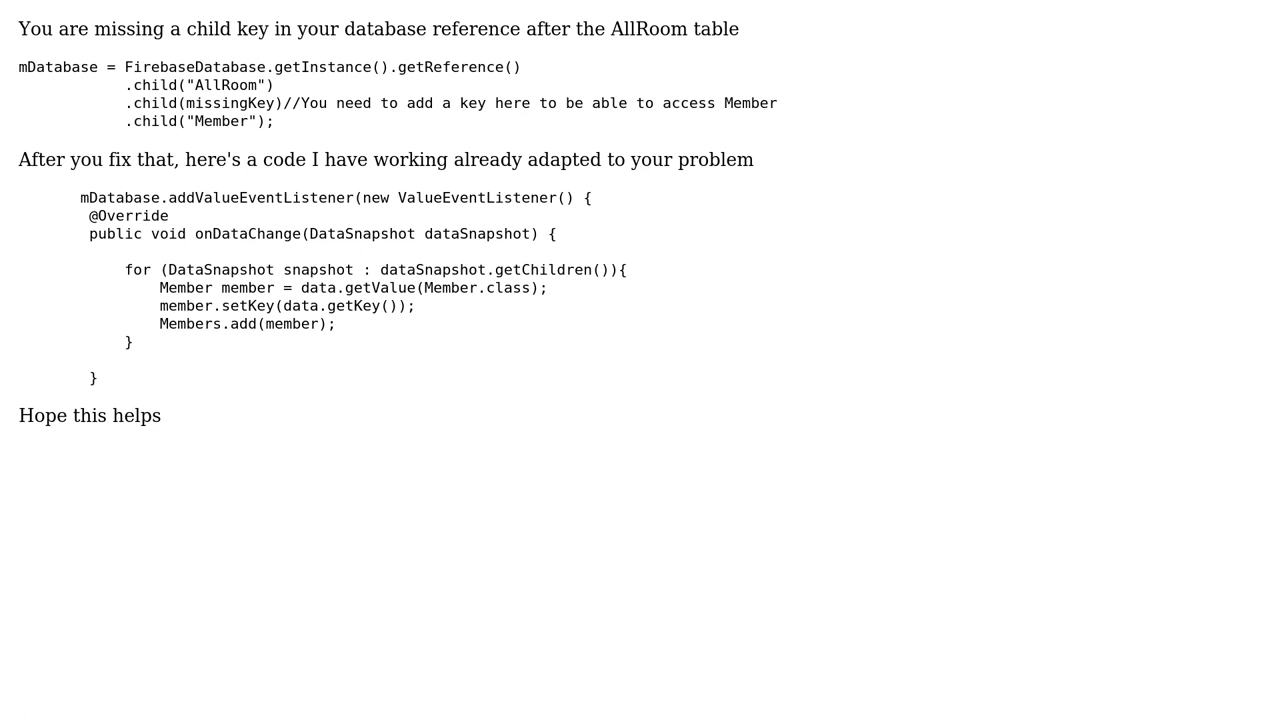 You are missing a child key in your database reference after the AllRoom table
mDatabase = FirebaseDatabase.getInstance().getReference()
            .child("AllRoom")
            .child(missingKey)//You need to add a key here to be able to access Member
            .child("Member");
After you fix that, here's a code I have working already adapted to your problem
       mDatabase.addValueEventListener(new ValueEventListener() {
        @Override
        public void onDataChange(DataSnapshot dataSnapshot) {
            for (DataSnapshot snapshot : dataSnapshot.getChildren()){
                Member member = data.getValue(Member.class);
                member.setKey(data.getKey());
                Members.add(member);
            }
        }
Hope this helps